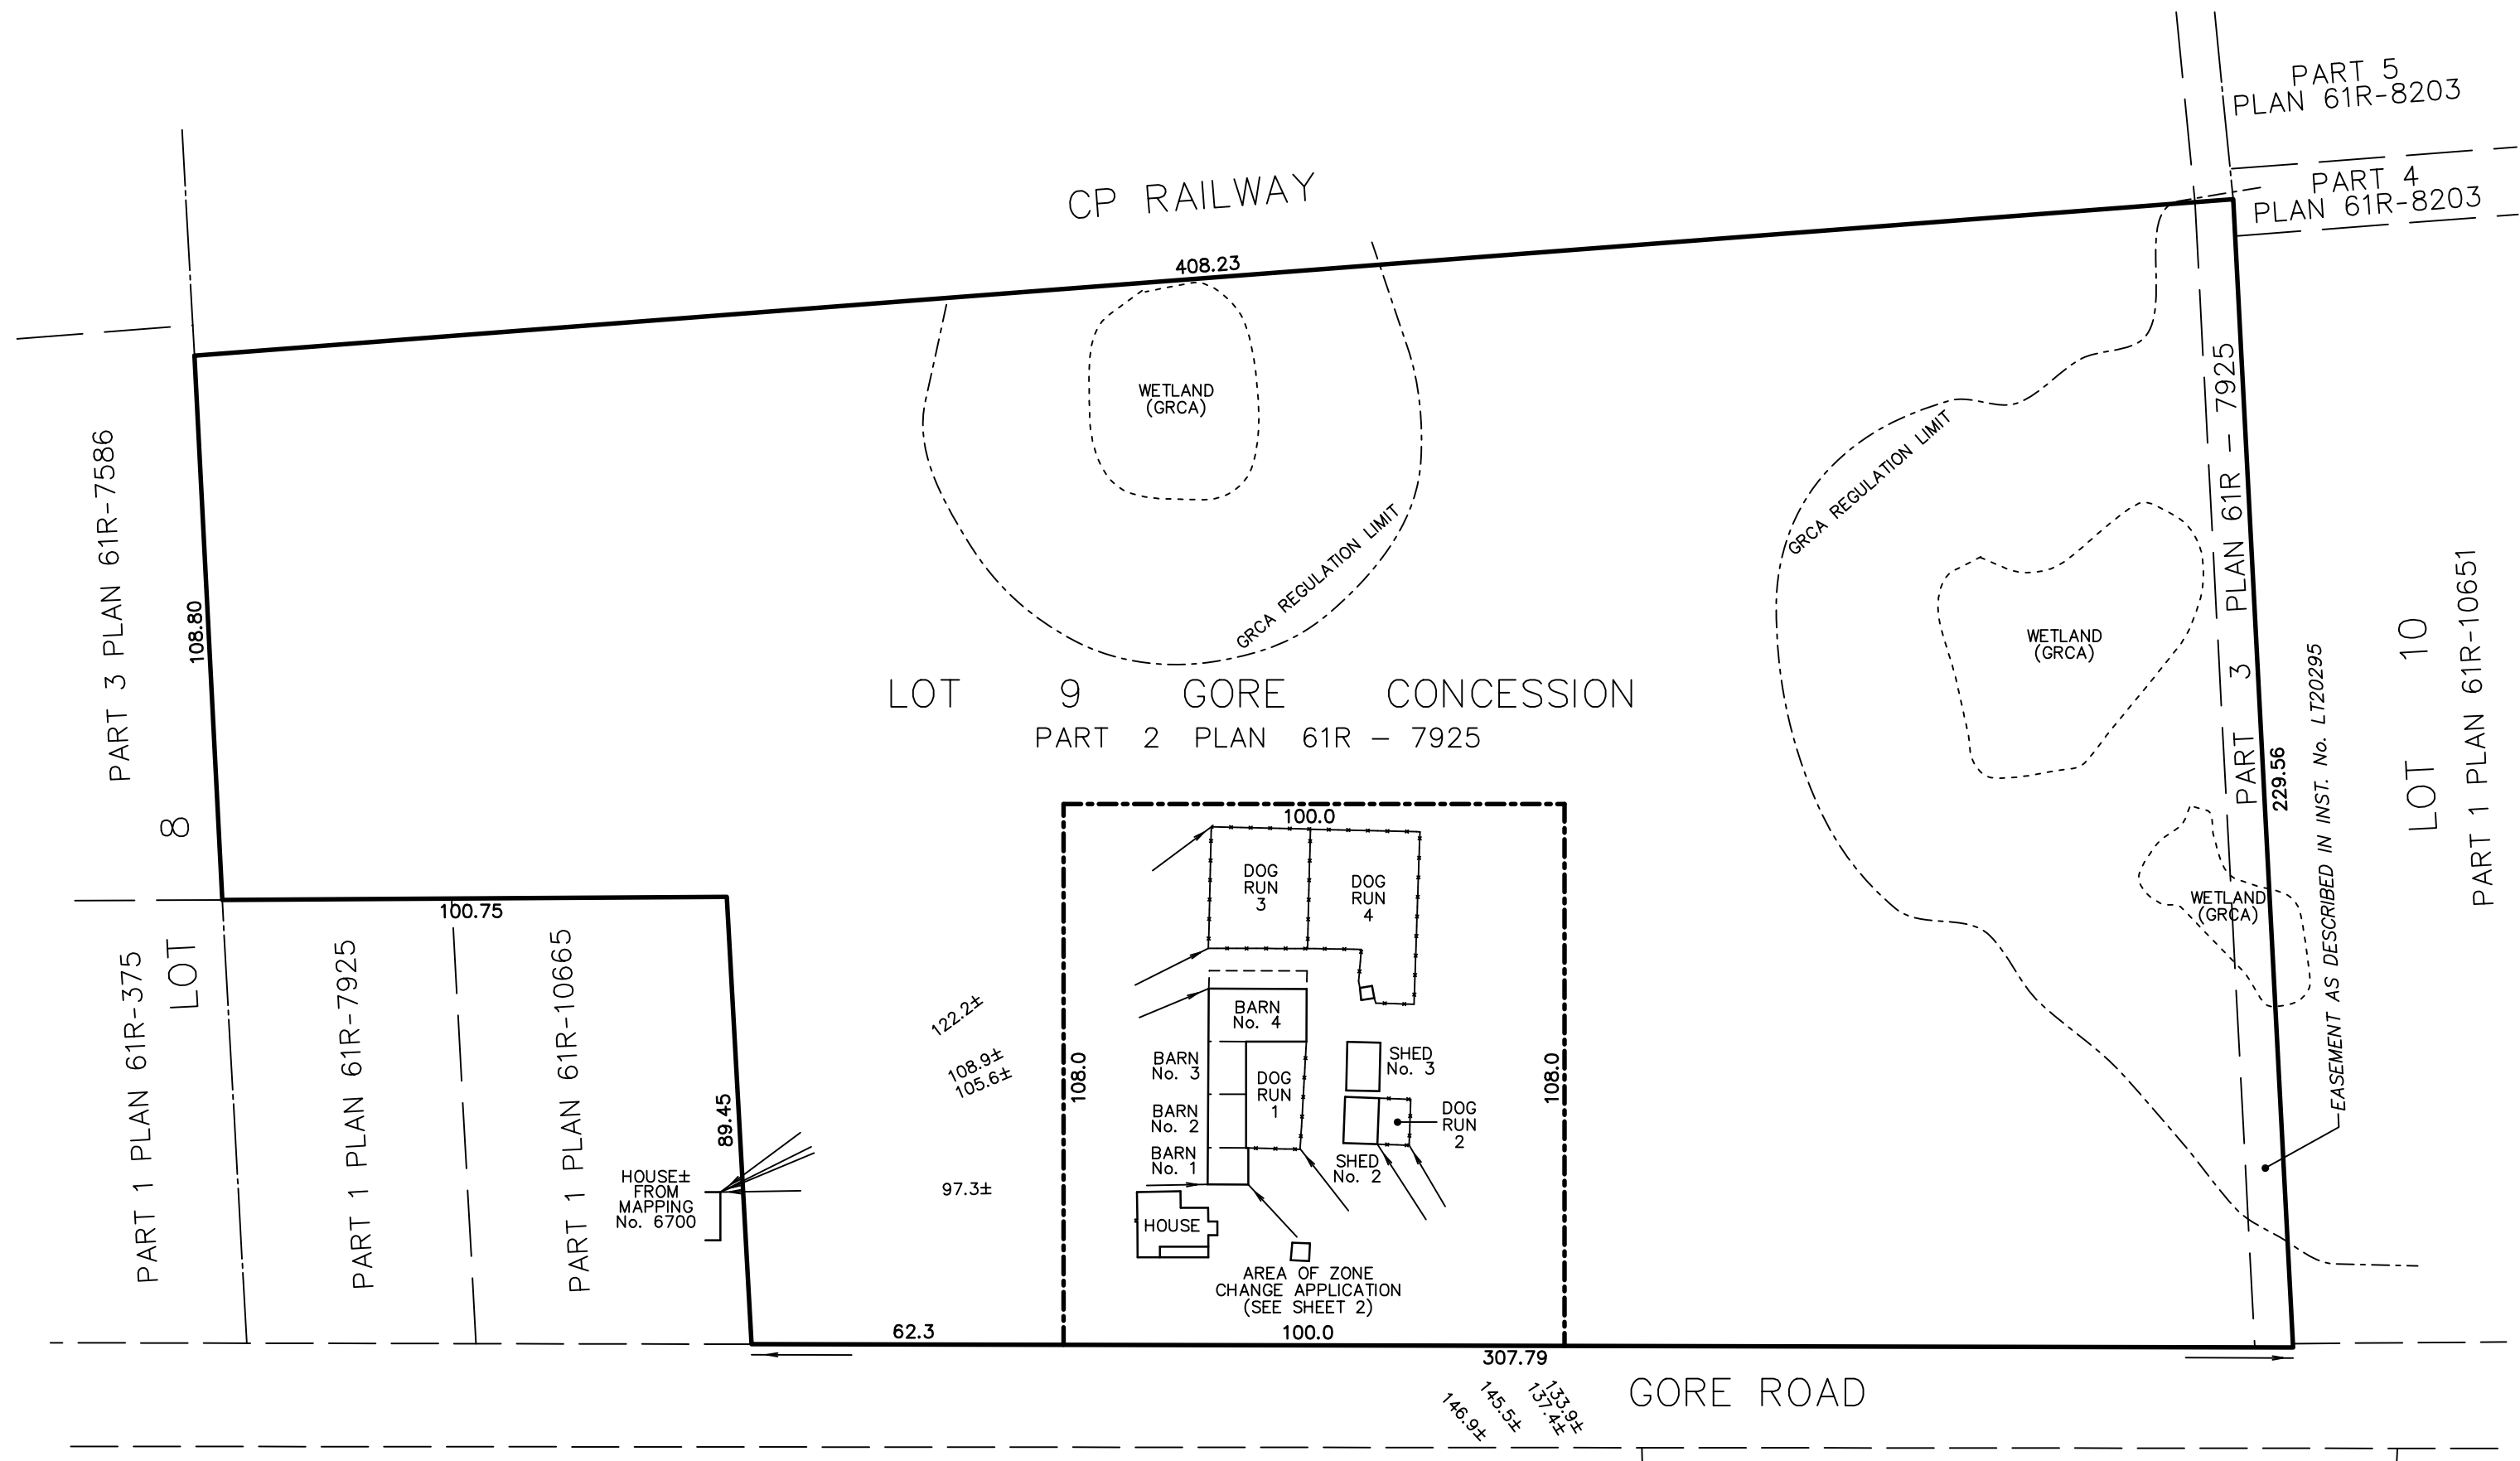 PART 5
PLAN 61R-8203
PART 4
PLAN 61R-8203
CP RAILWAY
408.23
WETLAND
(GRCA)
GRCA REGULATION LIMIT
GRCA REGULATION LIMIT
WETLAND
(GRCA)
WETLAND
(GRCA)
PART 3 PLAN 61R-7586
108.80
LOT 8
PART 3 PLAN 61R - 7925
229.56
EASEMENT AS DESCRIBED IN INST. No. LT20295
LOT 10
PART 1 PLAN 61R-10651
LOT 9 GORE CONCESSION
PART 2 PLAN 61R - 7925
100.75
PART 1 PLAN 61R-375
PART 1 PLAN 61R-7925
PART 1 PLAN 61R-10665
89.45
HOUSE±
FROM
MAPPING
No. 6700
122.2±
108.9±
105.6±
97.3±
100.0
108.0
108.0
DOG
RUN
3
DOG
RUN
4
BARN
No. 4
BARN
No. 3
BARN
No. 2
BARN
No. 1
DOG
RUN
1
SHED
No. 3
DOG
RUN
2
SHED
No. 2
HOUSE
AREA OF ZONE
CHANGE APPLICATION
(SEE SHEET 2)
62.3
100.0
307.79
GORE ROAD
146.9±
145.5±
137.4±
133.9±